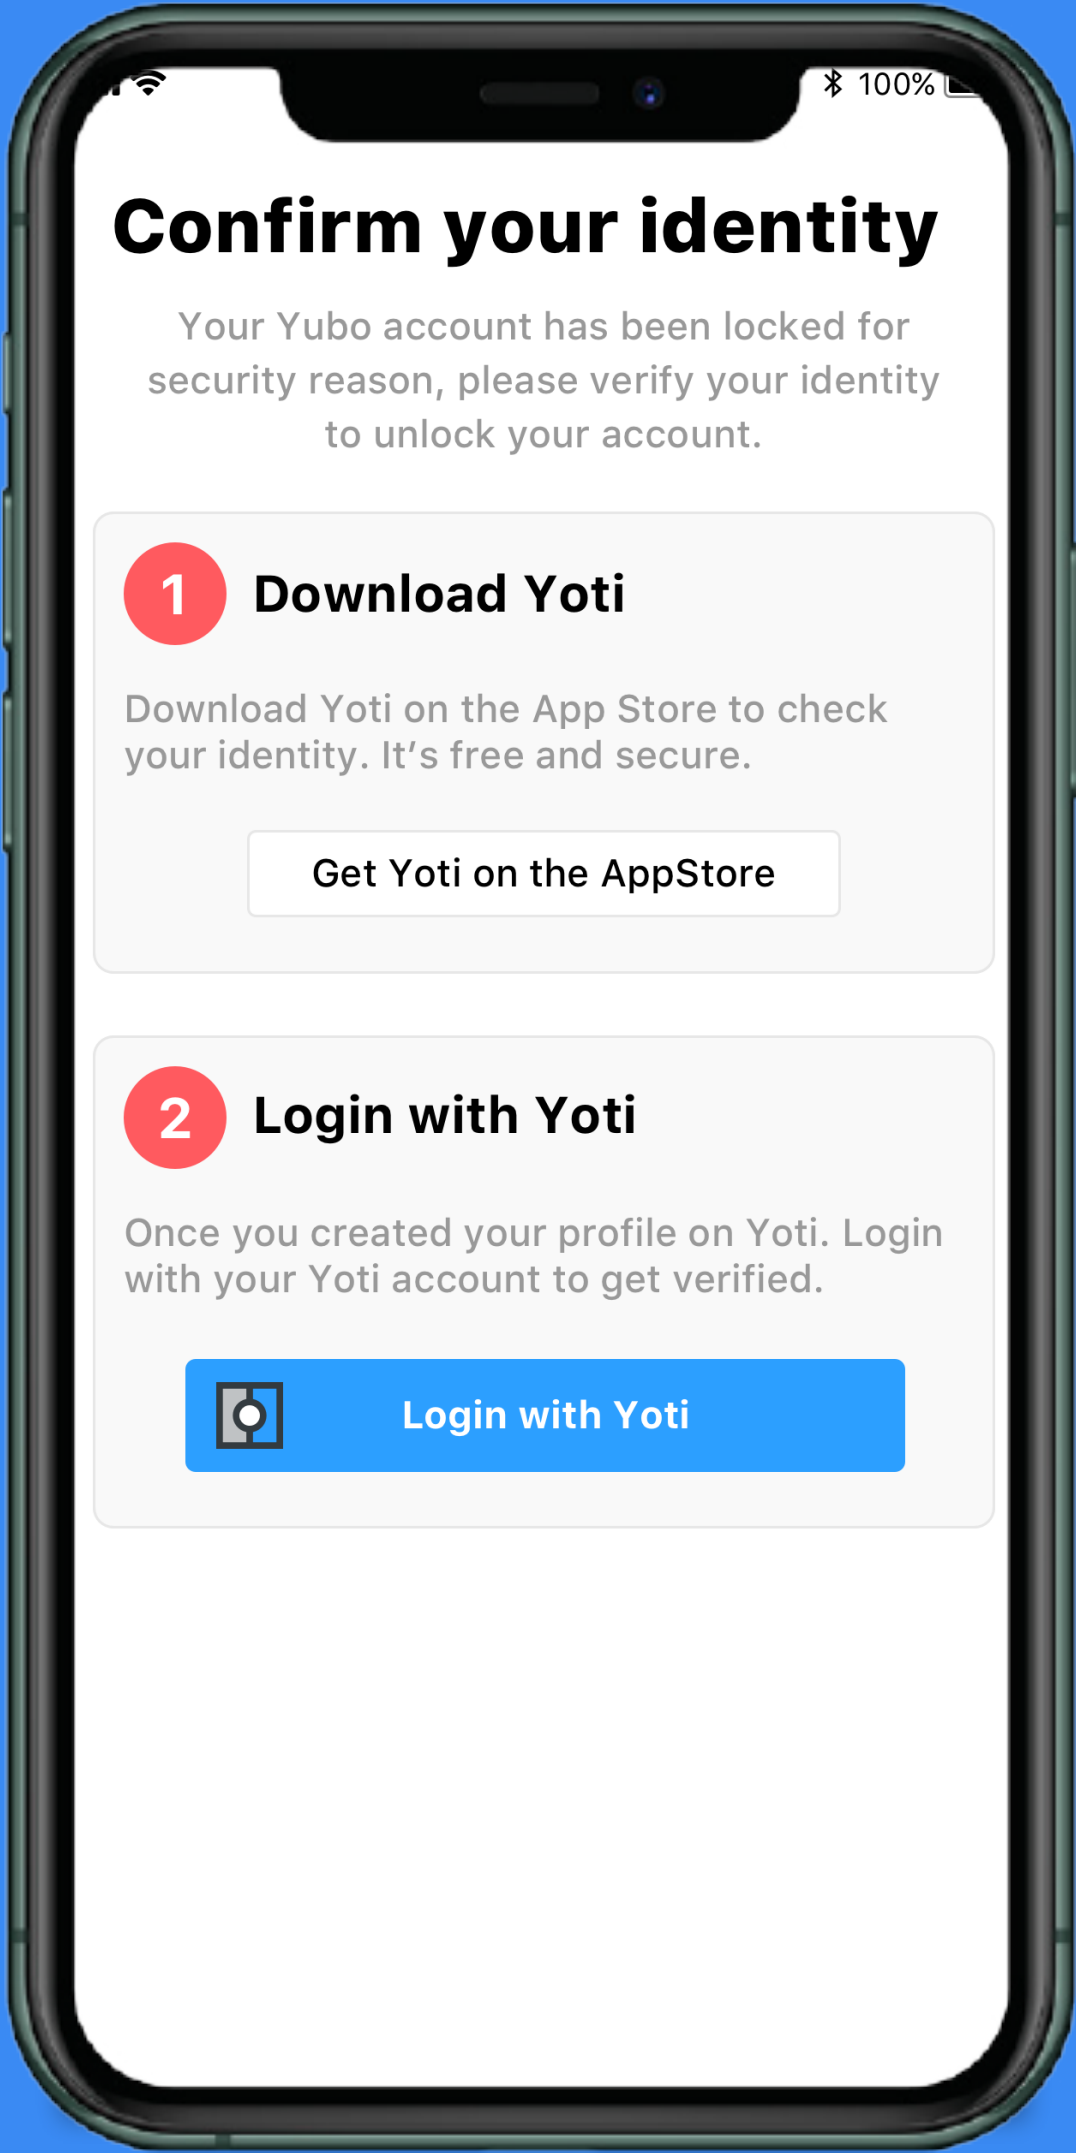 100%
Confirm your identity
Your Yubo account has been locked for
security reason, please verify your identity
to unlock your account.
1 Download Yoti
Download Yoti on the App Store to check
your identity. It’s free and secure.
Get Yoti on the AppStore
2 Login with Yoti
Once you created your profile on Yoti. Login
with your Yoti account to get verified.
Login with Yoti